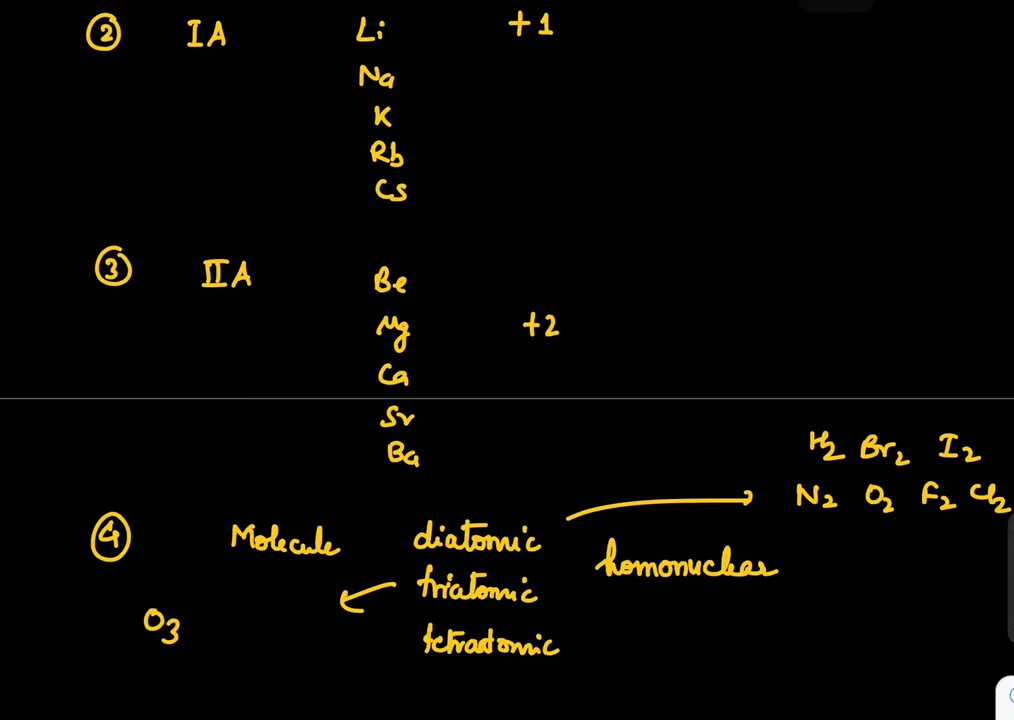 ② IA Li +1
Na
K
Rb
Cs
③ IIA Be
Mg +2
Ca
Sr
Ba
H₂ Br₂ I₂
N₂ O₂ F₂ Cl₂
④ Molecule diatomic
homonuclear
triatomic
O₃
tetraatomic